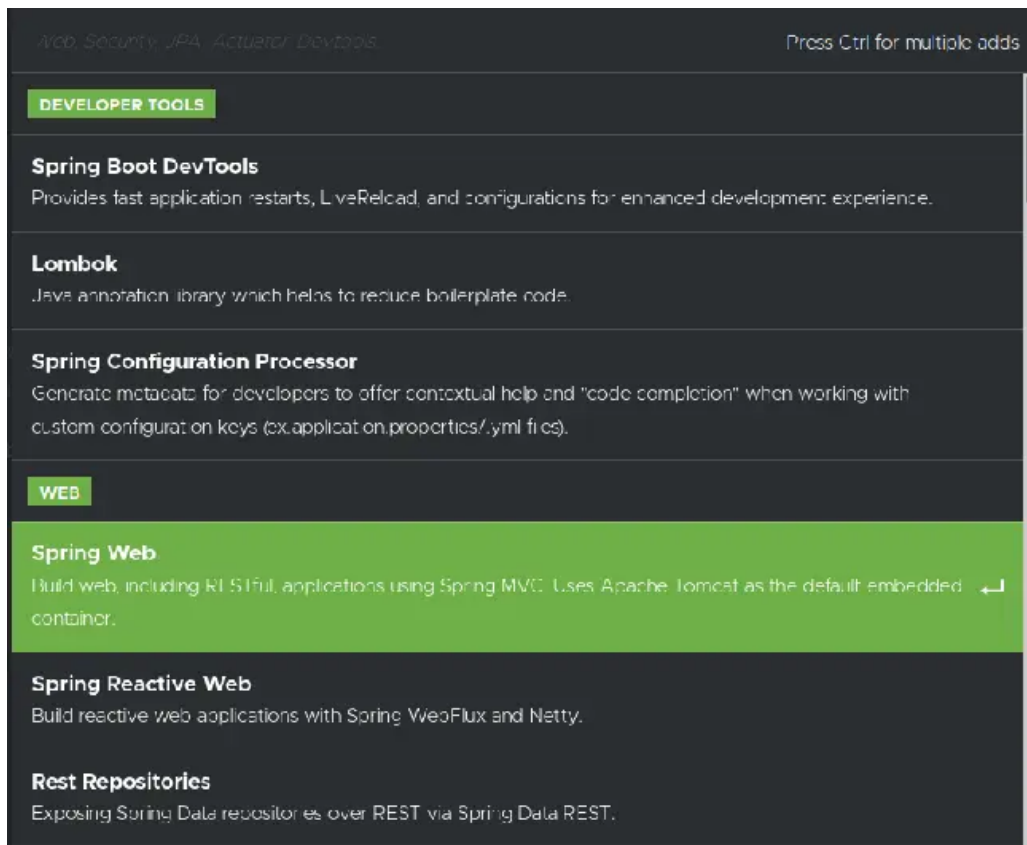 Web, Security, JPA, Actuator, Devtools...
Press Ctrl for multiple adds
DEVELOPER TOOLS
Spring Boot DevTools
Provides fast application restarts, LiveReload, and configurations for enhanced development experience.
Lombok
Java annotation library which helps to reduce boilerplate code.
Spring Configuration Processor
Generate metadata for developers to offer contextual help and "code completion" when working with
custom configuration keys (ex.application.properties/.yml files).
WEB
Spring Web
Build web, including RESTful, applications using Spring MVC. Uses Apache Tomcat as the default embedded
container.
Spring Reactive Web
Build reactive web applications with Spring WebFlux and Netty.
Rest Repositories
Exposing Spring Data repositories over REST via Spring Data REST.